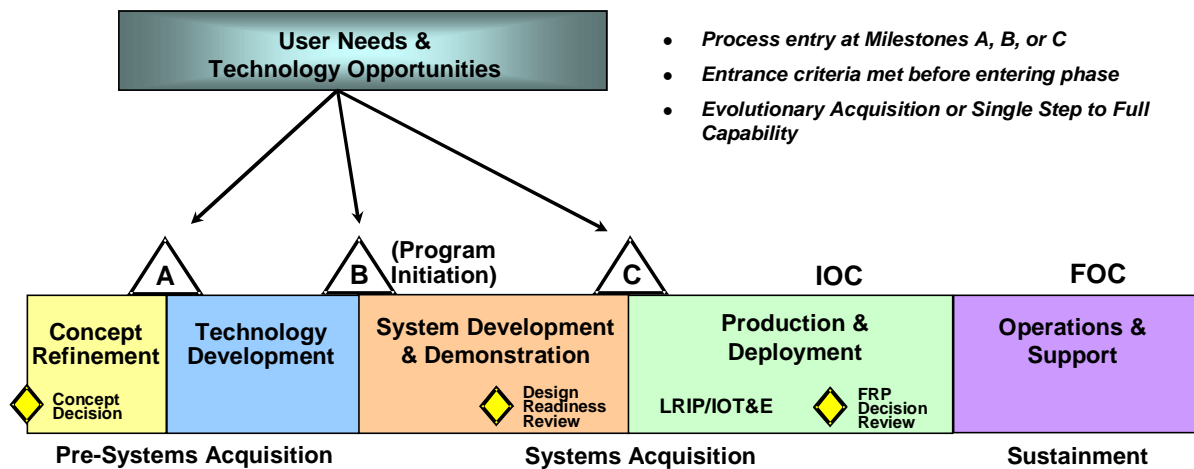 User Needs &
Technology Opportunities
• Process entry at Milestones A, B, or C
• Entrance criteria met before entering phase
• Evolutionary Acquisition or Single Step to Full
Capability
A
B
(Program
Initiation)
C
IOC
FOC
Concept
Refinement
Technology
Development
System Development
& Demonstration
Production &
Deployment
Operations &
Support
Concept
Decision
Design
Readiness
Review
LRIP/IOT&E
FRP
Decision
Review
Pre-Systems Acquisition
Systems Acquisition
Sustainment